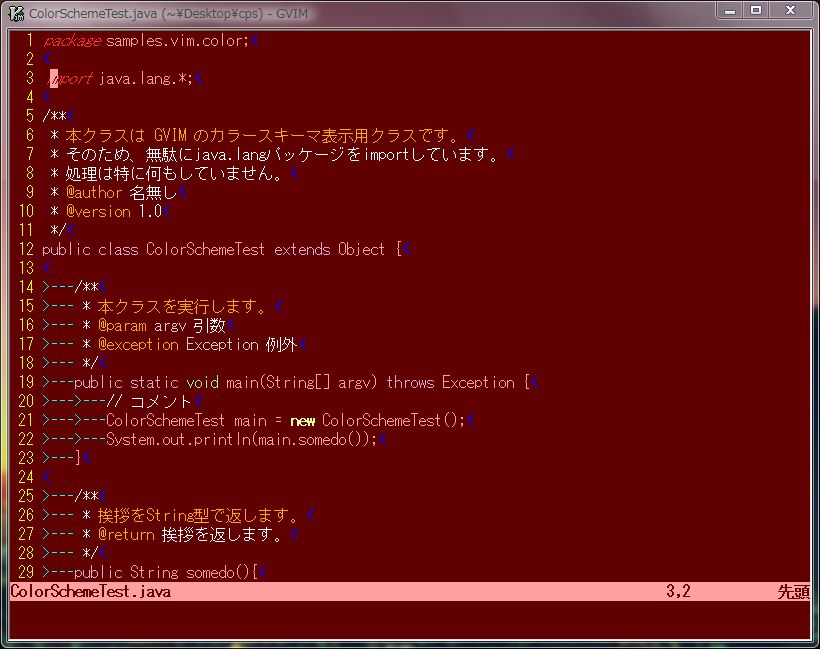 ColorSchemeTest.java (~¥Desktop¥cps) - GVIM
1 package samples.vim.color;<
2 <
3 import java.lang.*;<
4 <
5 /**<
6  * 本クラスは GVIM のカラースキーマ表示用クラスです。<
7  * そのため、無駄にjava.langパッケージをimportしています。<
8  * 処理は特に何もしていません。<
9  * @author 名無し<
10  * @version 1.0<
11  */<
12 public class ColorSchemeTest extends Object {<
13 <
14 >---/**<
15 >--- * 本クラスを実行します。<
16 >--- * @param argv 引数<
17 >--- * @exception Exception 例外<
18 >--- */<
19 >---public static void main(String[] argv) throws Exception {<
20 >--->---// コメント<
21 >--->---ColorSchemeTest main = new ColorSchemeTest();<
22 >--->---System.out.println(main.somedo());<
23 >---}<
24 <
25 >---/**<
26 >--- * 挨拶をString型で返します。<
27 >--- * @return 挨拶を返します。<
28 >--- */<
29 >---public String somedo(){<
ColorSchemeTest.java 3,2 先頭